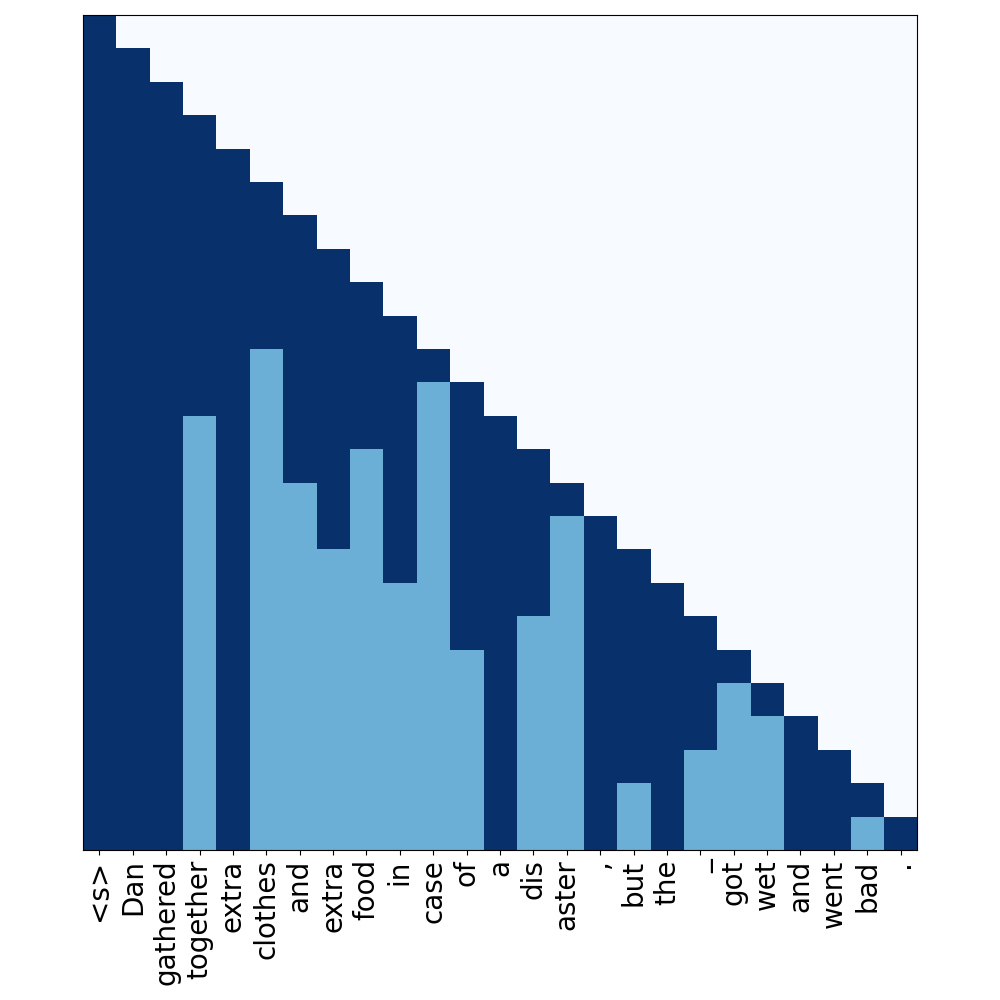 <s> Dan gathered together extra clothes and extra food in case of a dis aster , but the _ got wet and went bad .